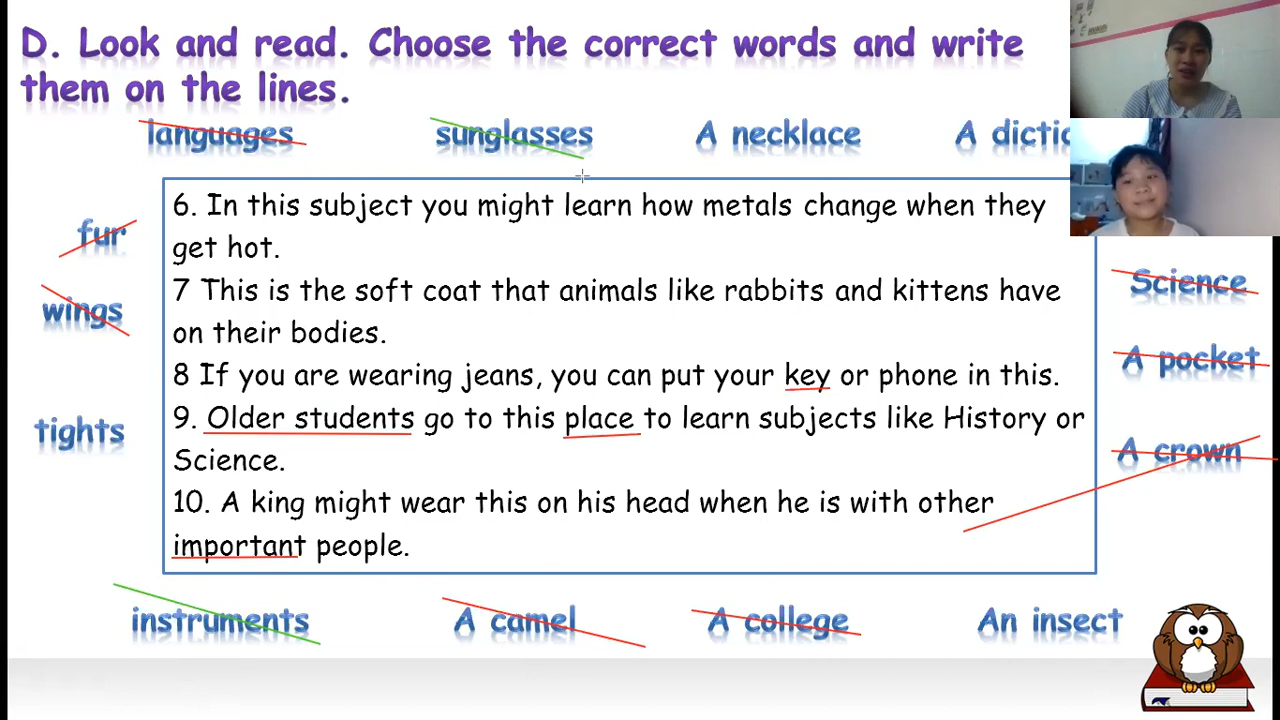 D. Look and read. Choose the correct words and write
them on the lines.
languages sunglasses A necklace A
6. In this subject you might learn how metals change when they
get hot.
fur
7 This is the soft coat that animals like rabbits and kittens have
on their bodies.
wings
Science
8 If you are wearing jeans, you can put your key or phone in this.
A pocket
9. Older students go to this place to learn subjects like History or
Science.
tights
A crown
10. A king might wear this on his head when he is with other
important people.
instruments A camel A college An insect